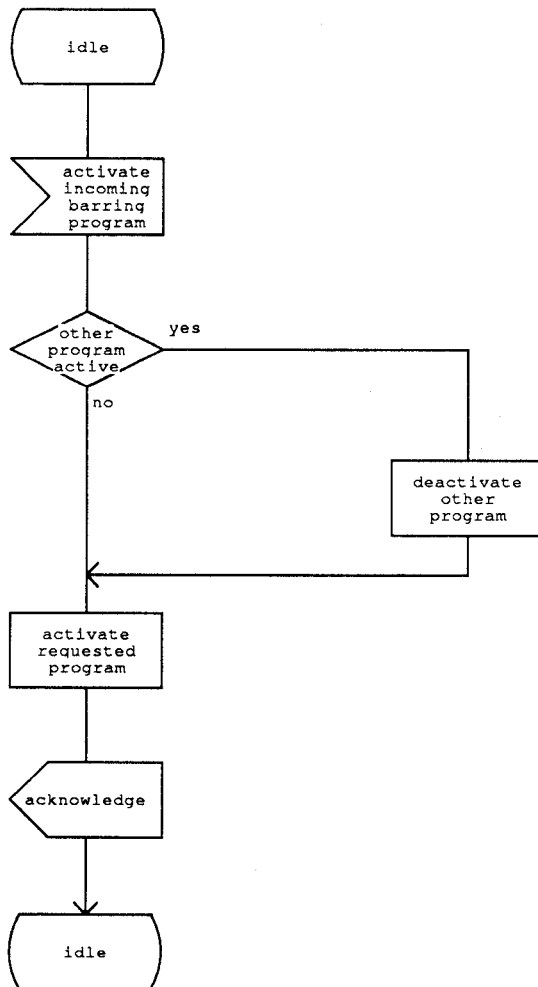 idle
activate
incoming
barring
program
other
program
active
yes
no
deactivate
other
program
activate
requested
program
acknowledge
idle